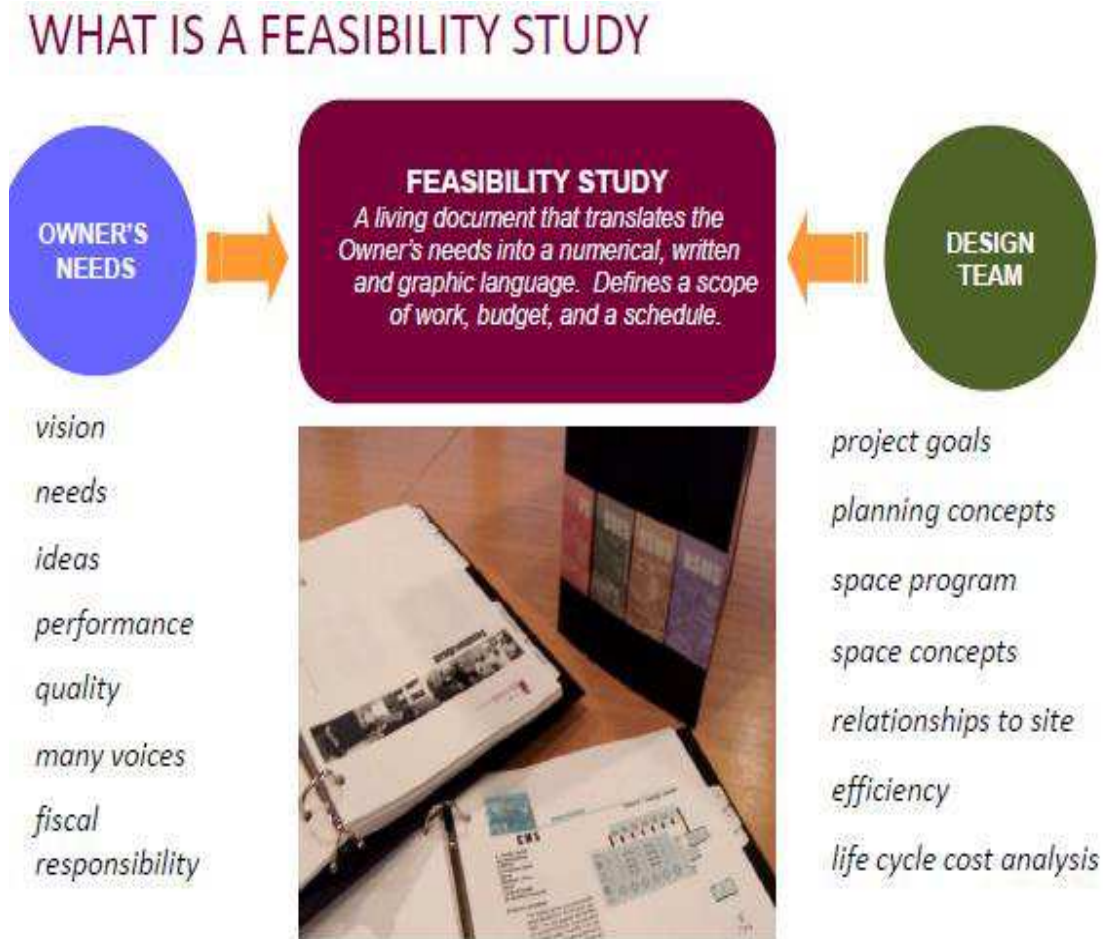 WHAT IS A FEASIBILITY STUDY
OWNER'S
NEEDS
FEASIBILITY STUDY
A living document that translates the
Owner's needs into a numerical, written
and graphic language. Defines a scope
of work, budget, and a schedule.
DESIGN
TEAM
vision
needs
ideas
performance
quality
many voices
fiscal
responsibility
project goals
planning concepts
space program
space concepts
relationships to site
efficiency
life cycle cost analysis
programming
CMS